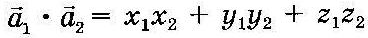 a⃗₁ · a⃗₂ = x₁x₂ + y₁y₂ + z₁z₂